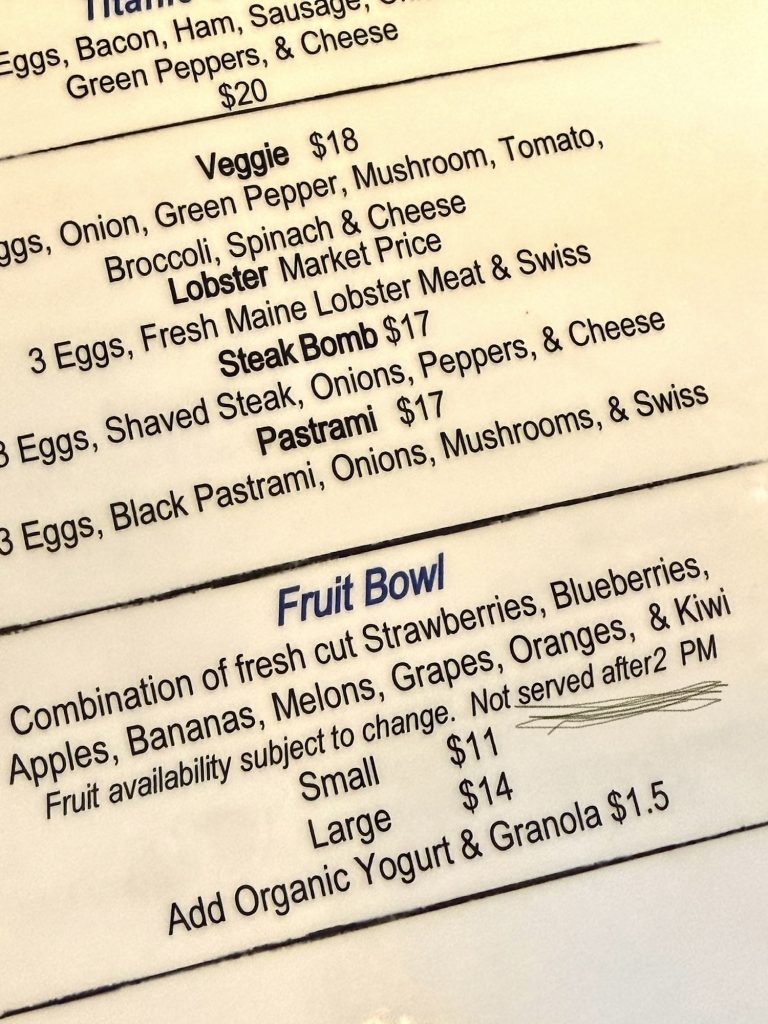 Titanic
Eggs, Bacon, Ham, Sausage,
Green Peppers, & Cheese
$20
Veggie $18
Onion, Green Pepper, Mushroom, Tomato,
Broccoli, Spinach & Cheese
Lobster Market Price
3 Eggs, Fresh Maine Lobster Meat & Swiss
Steak Bomb $17
3 Eggs, Shaved Steak, Onions, Peppers, & Cheese
Pastrami $17
3 Eggs, Black Pastrami, Onions, Mushrooms, & Swiss
Fruit Bowl
Combination of fresh cut Strawberries, Blueberries,
Apples, Bananas, Melons, Grapes, Oranges, & Kiwi
Fruit availability subject to change. Not served after2 PM
Small $11
Large $14
Add Organic Yogurt & Granola $1.5